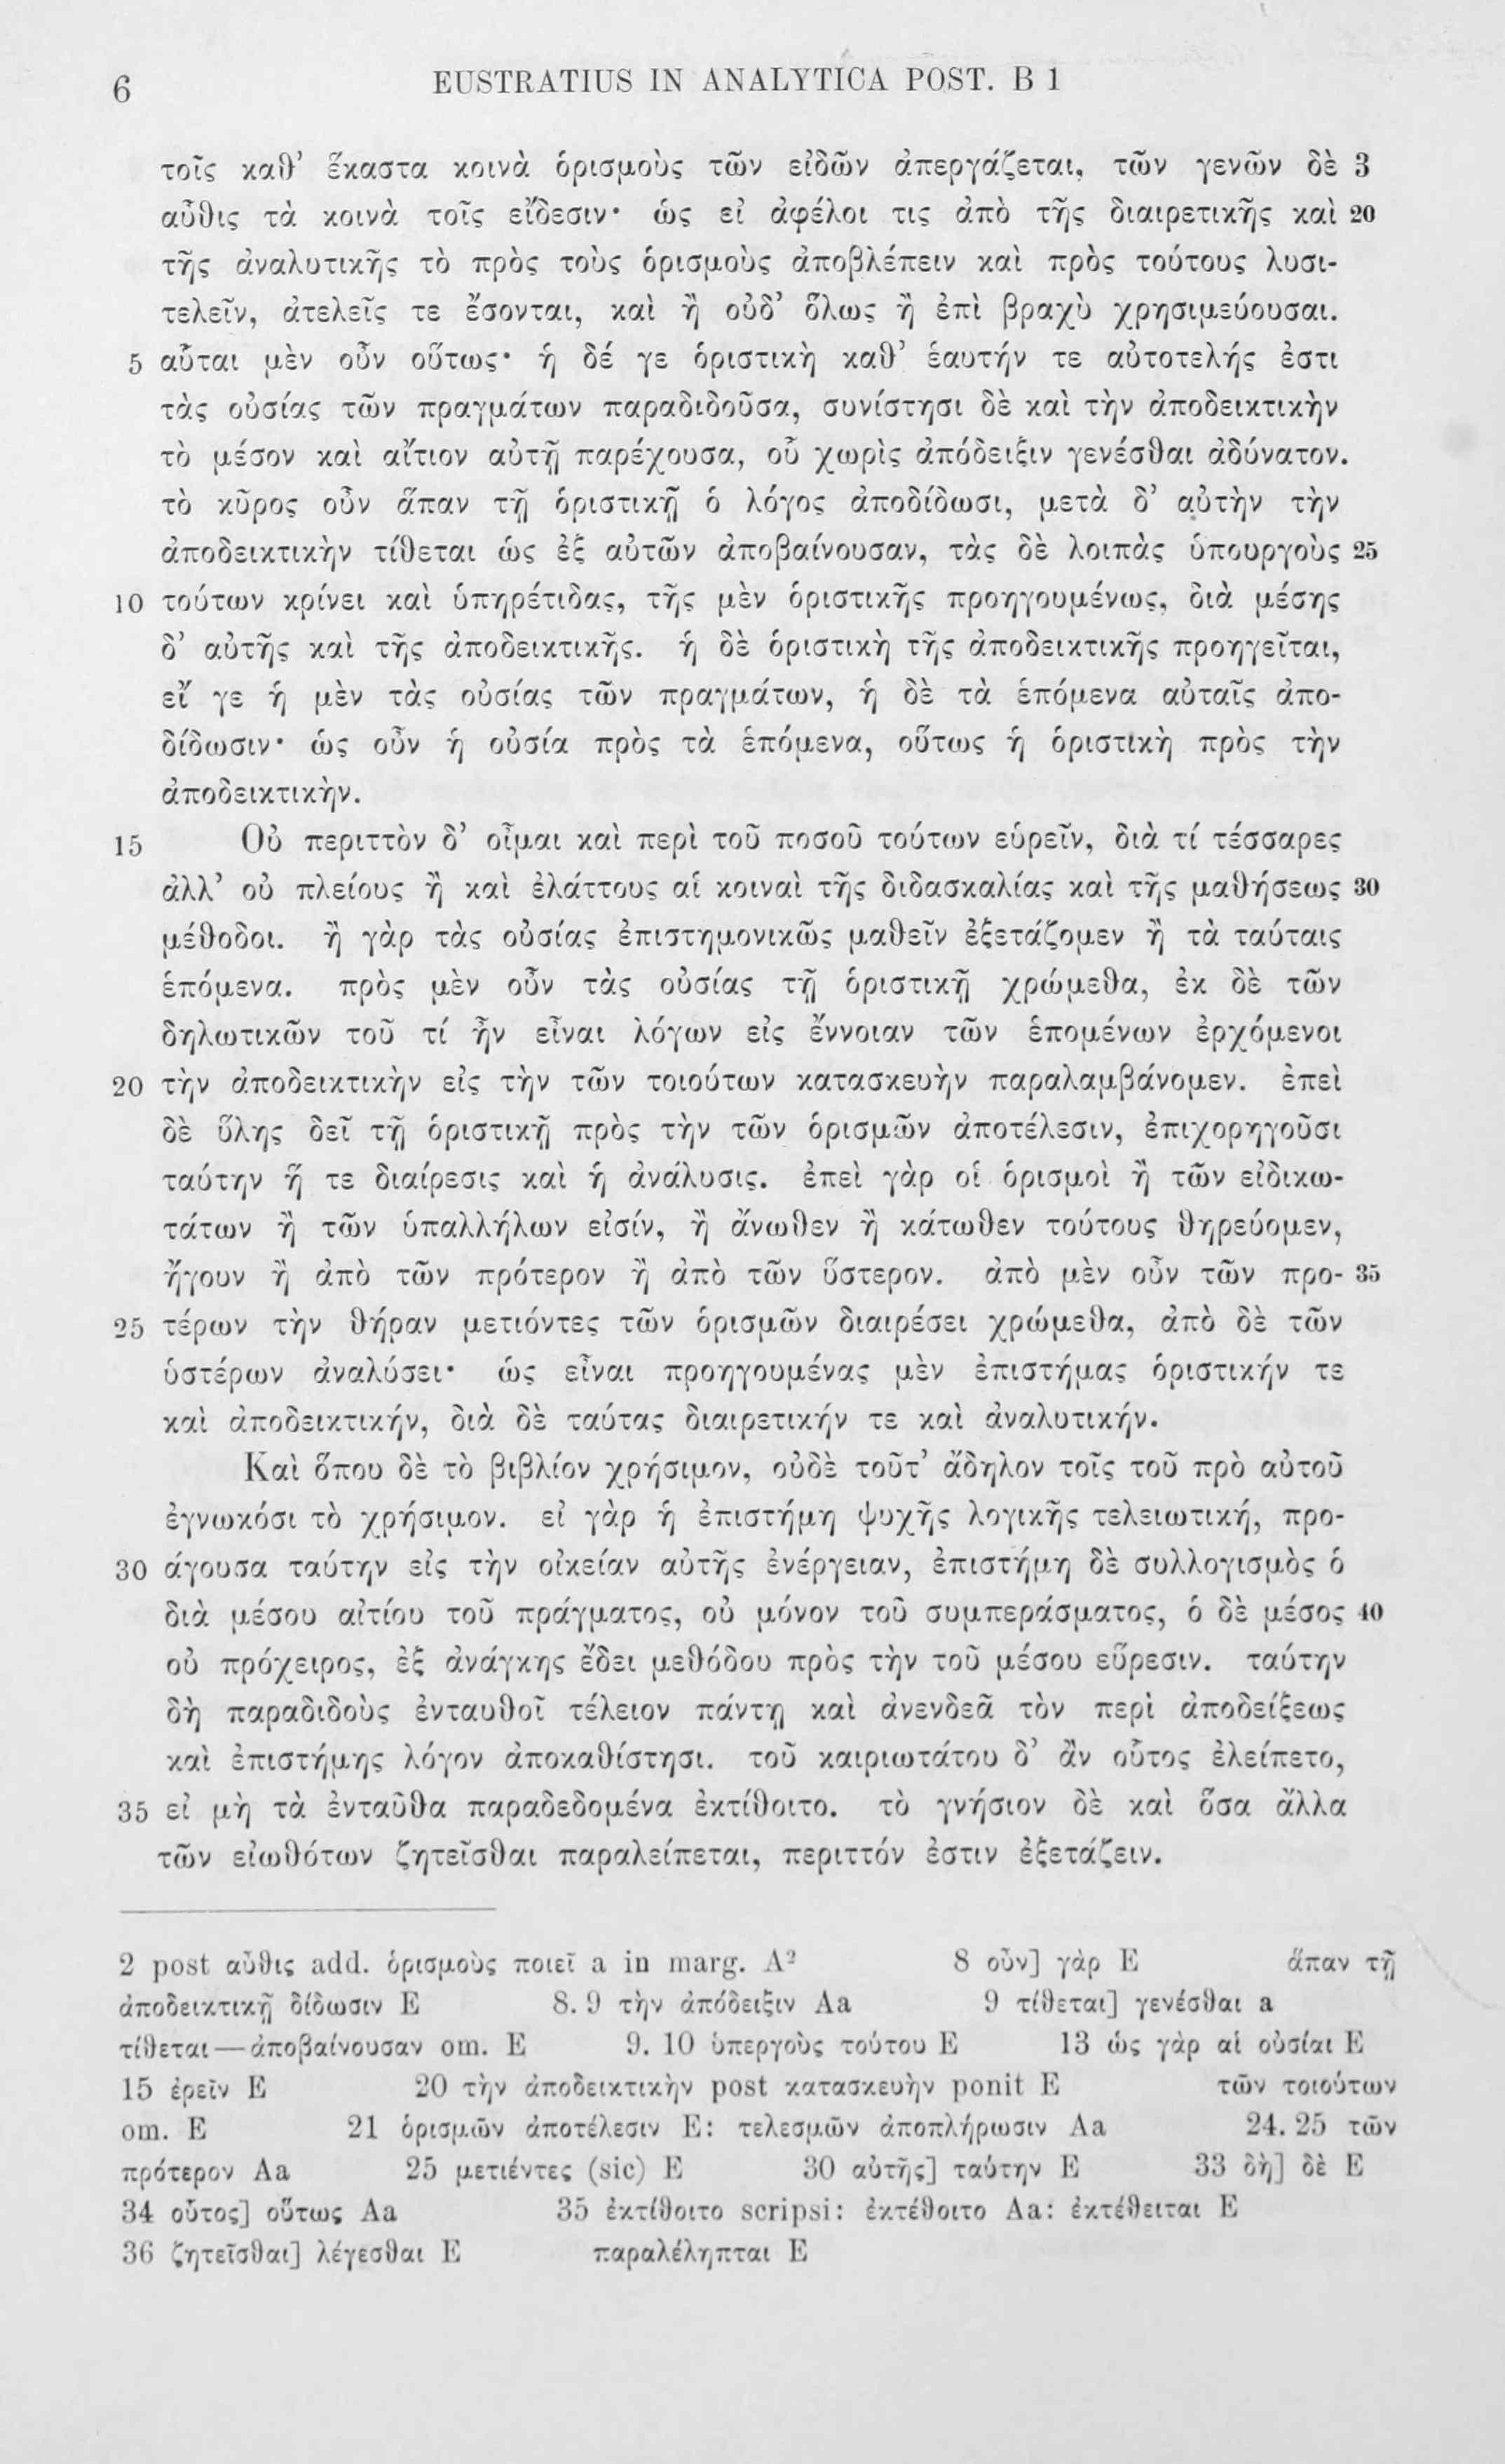 6 EUSTRATIUS IN ANALYTICA POST. B 1
τοῖς καθ’ ἕκαστα κοινὰ ὁρισμοὺς τῶν εἰδῶν ἀπεργάζεται, τῶν γενῶν δὲ 3
αὖθις τὰ κοινὰ τοῖς εἴδεσιν· ὡς εἰ ἀφέλοι τις ἀπὸ τῆς διαιρετικῆς καὶ 20
τῆς ἀναλυτικῆς τὸ πρὸς τοὺς ὁρισμοὺς ἀποβλέπειν καὶ πρὸς τούτους λυσι-
τελεῖν, ἀτελεῖς τε ἔσονται, καὶ ἢ οὐδ’ ὅλως ἢ ἐπὶ βραχὺ χρησιμεύουσαι.
5 αὗται μὲν οὖν οὕτως· ἡ δέ γε ὁριστικὴ καθ’ ἑαυτήν τε αὐτοτελής ἐστι
τὰς οὐσίας τῶν πραγμάτων παραδιδοῦσα, συνίστησι δὲ καὶ τὴν ἀποδεικτικὴν
τὸ μέσον καὶ αἴτιον αὐτῇ παρέχουσα, οὗ χωρὶς ἀπόδειξιν γενέσθαι ἀδύνατον.
τὸ κῦρος οὖν ἅπαν τῇ ὁριστικῇ ὁ λόγος ἀποδίδωσι, μετὰ δ’ αὐτὴν τὴν
ἀποδεικτικὴν τίθεται ὡς ἐξ αὐτῶν ἀποβαίνουσαν, τὰς δὲ λοιπὰς ὑπουργοὺς 25
10 τούτων κρίνει καὶ ὑπηρέτιδας, τῆς μὲν ὁριστικῆς προηγουμένως, διὰ μέσης
δ’ αὐτῆς καὶ τῆς ἀποδεικτικῆς. ἡ δὲ ὁριστικὴ τῆς ἀποδεικτικῆς προηγεῖται,
εἴ γε ἡ μὲν τὰς οὐσίας τῶν πραγμάτων, ἡ δὲ τὰ ἑπόμενα αὐταῖς ἀπο-
δίδωσιν· ὡς οὖν ἡ οὐσία πρὸς τὰ ἑπόμενα, οὕτως ἡ ὁριστικὴ πρὸς τὴν
ἀποδεικτικήν.
15 Οὐ περιττὸν δ’ οἶμαι καὶ περὶ τοῦ ποσοῦ τούτων εὑρεῖν, διὰ τί τέσσαρες
ἀλλ’ οὐ πλείους ἢ καὶ ἐλάττους αἱ κοιναὶ τῆς διδασκαλίας καὶ τῆς μαθήσεως 30
μέθοδοι. ἢ γὰρ τὰς οὐσίας ἐπιστημονικῶς μαθεῖν ἐξετάζομεν ἢ τὰ ταύταις
ἑπόμενα. πρὸς μὲν οὖν τὰς οὐσίας τῇ ὁριστικῇ χρώμεθα, ἐκ δὲ τῶν
δηλωτικῶν τοῦ τί ἦν εἶναι λόγων εἰς ἔννοιαν τῶν ἑπομένων ἐρχόμενοι
20 τὴν ἀποδεικτικὴν εἰς τὴν τῶν τοιούτων κατασκευὴν παραλαμβάνομεν. ἐπεὶ
δὲ ὕλης δεῖ τῇ ὁριστικῇ πρὸς τὴν τῶν ὁρισμῶν ἀποτέλεσιν, ἐπιχορηγοῦσι
ταύτην ἥ τε διαίρεσις καὶ ἡ ἀνάλυσις. ἐπεὶ γὰρ οἱ ὁρισμοὶ ἢ τῶν εἰδικω-
τάτων ἢ τῶν ὑπαλλήλων εἰσίν, ἢ ἄνωθεν ἢ κάτωθεν τούτους θηρεύομεν,
ἤγουν ἢ ἀπὸ τῶν πρότερον ἢ ἀπὸ τῶν ὕστερον. ἀπὸ μὲν οὖν τῶν προ- 35
25 τέρων τὴν θήραν μετιόντες τῶν ὁρισμῶν διαιρέσει χρώμεθα, ἀπὸ δὲ τῶν
ὑστέρων ἀναλύσει· ὡς εἶναι προηγουμένας μὲν ἐπιστήμας ὁριστικήν τε
καὶ ἀποδεικτικήν, διὰ δὲ ταύτας διαιρετικήν τε καὶ ἀναλυτικήν.
Καὶ ὅπου δὲ τὸ βιβλίον χρήσιμον, οὐδὲ τοῦτ’ ἄδηλον τοῖς τοῦ πρὸ αὐτοῦ
ἐγνωκόσι τὸ χρήσιμον. εἰ γὰρ ἡ ἐπιστήμη ψυχῆς λογικῆς τελειωτική, προ-
30 άγουσα ταύτην εἰς τὴν οἰκείαν αὐτῆς ἐνέργειαν, ἐπιστήμη δὲ συλλογισμὸς ὁ
διὰ μέσου αἰτίου τοῦ πράγματος, οὐ μόνον τοῦ συμπεράσματος, ὁ δὲ μέσος 40
οὐ πρόχειρος, ἐξ ἀνάγκης ἔδει μεθόδου πρὸς τὴν τοῦ μέσου εὕρεσιν. ταύτην
δὴ παραδιδοὺς ἐνταυθοῖ τέλειον πάντῃ καὶ ἀνενδεᾶ τὸν περὶ ἀποδείξεως
καὶ ἐπιστήμης λόγον ἀποκαθίστησι. τοῦ καιριωτάτου δ’ ἂν οὗτος ἐλείπετο,
35 εἰ μὴ τὰ ἐνταῦθα παραδεδομένα ἐκτίθοιτο. τὸ γνήσιον δὲ καὶ ὅσα ἄλλα
τῶν εἰωθότων ζητεῖσθαι παραλείπεται, περιττόν ἐστιν ἐξετάζειν.
2 post αὖθις add. ὁρισμοὺς ποιεῖ a in marg. A² 8 οὖν] γὰρ E ἅπαν τῇ
ἀποδεικτικῇ δίδωσιν E 8. 9 τὴν ἀπόδειξιν Aa 9 τίθεται] γενέσθαι a
τίθεται—ἀποβαίνουσαν om. E 9. 10 ὑπεργοὺς τούτου E 13 ὡς γὰρ αἱ οὐσίαι E
15 ἐρεῖν E 20 τὴν ἀποδεικτικὴν post κατασκευὴν ponit E τῶν τοιούτων
om. E 21 ὁρισμῶν ἀποτέλεσιν E: τελεσμῶν ἀποπλήρωσιν Aa 24. 25 τῶν
πρότερον Aa 25 μετιέντες (sic) E 30 αὐτῆς] ταύτην E 33 δὴ] δὲ E
34 οὗτος] οὕτως Aa 35 ἐκτίθοιτο scripsi: ἐκτέθοιτο Aa: ἐκτέθειται E
36 ζητεῖσθαι] λέγεσθαι E παραλέληπται E